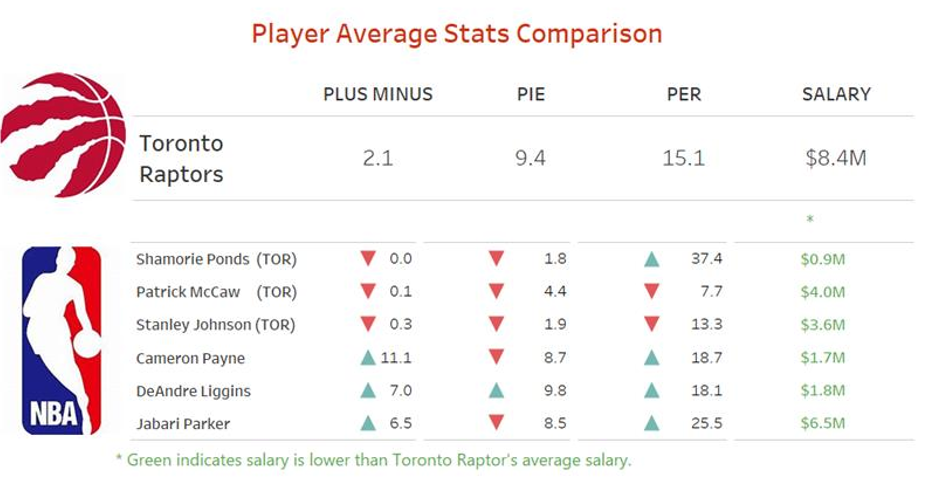 Player Average Stats Comparison
PLUS MINUS PIE PER SALARY
Toronto
Raptors 2.1 9.4 15.1 $8.4M
*
Shamorie Ponds (TOR) ▼ 0.0 ▼ 1.8 ▲ 37.4 $0.9M
Patrick McCaw (TOR) ▼ 0.1 ▼ 4.4 ▼ 7.7 $4.0M
Stanley Johnson (TOR) ▼ 0.3 ▼ 1.9 ▼ 13.3 $3.6M
Cameron Payne ▲ 11.1 ▼ 8.7 ▲ 18.7 $1.7M
DeAndre Liggins ▲ 7.0 ▲ 9.8 ▲ 18.1 $1.8M
Jabari Parker ▲ 6.5 ▼ 8.5 ▲ 25.5 $6.5M
NBA
* Green indicates salary is lower than Toronto Raptor's average salary.